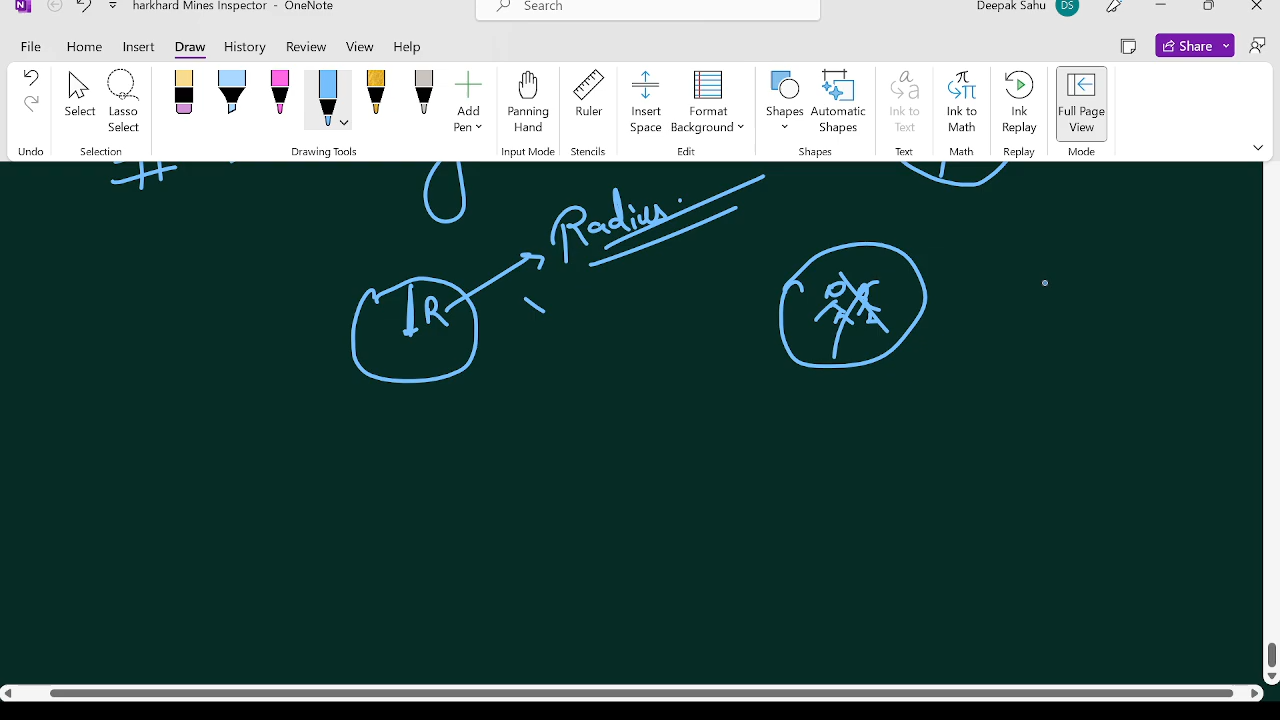 harkhard Mines Inspector - OneNote
Search
Deepak Sahu
DS
File
Home
Insert
Draw
History
Review
View
Help
Share
Select
Lasso Select
Add Pen
Panning Hand
Ruler
Insert Space
Format Background
Shapes
Automatic Shapes
Ink to Text
Ink to Math
Ink Replay
Full Page View
Undo
Selection
Drawing Tools
Input Mode
Stencils
Edit
Shapes
Text
Math
Replay
Mode
Radius.
R